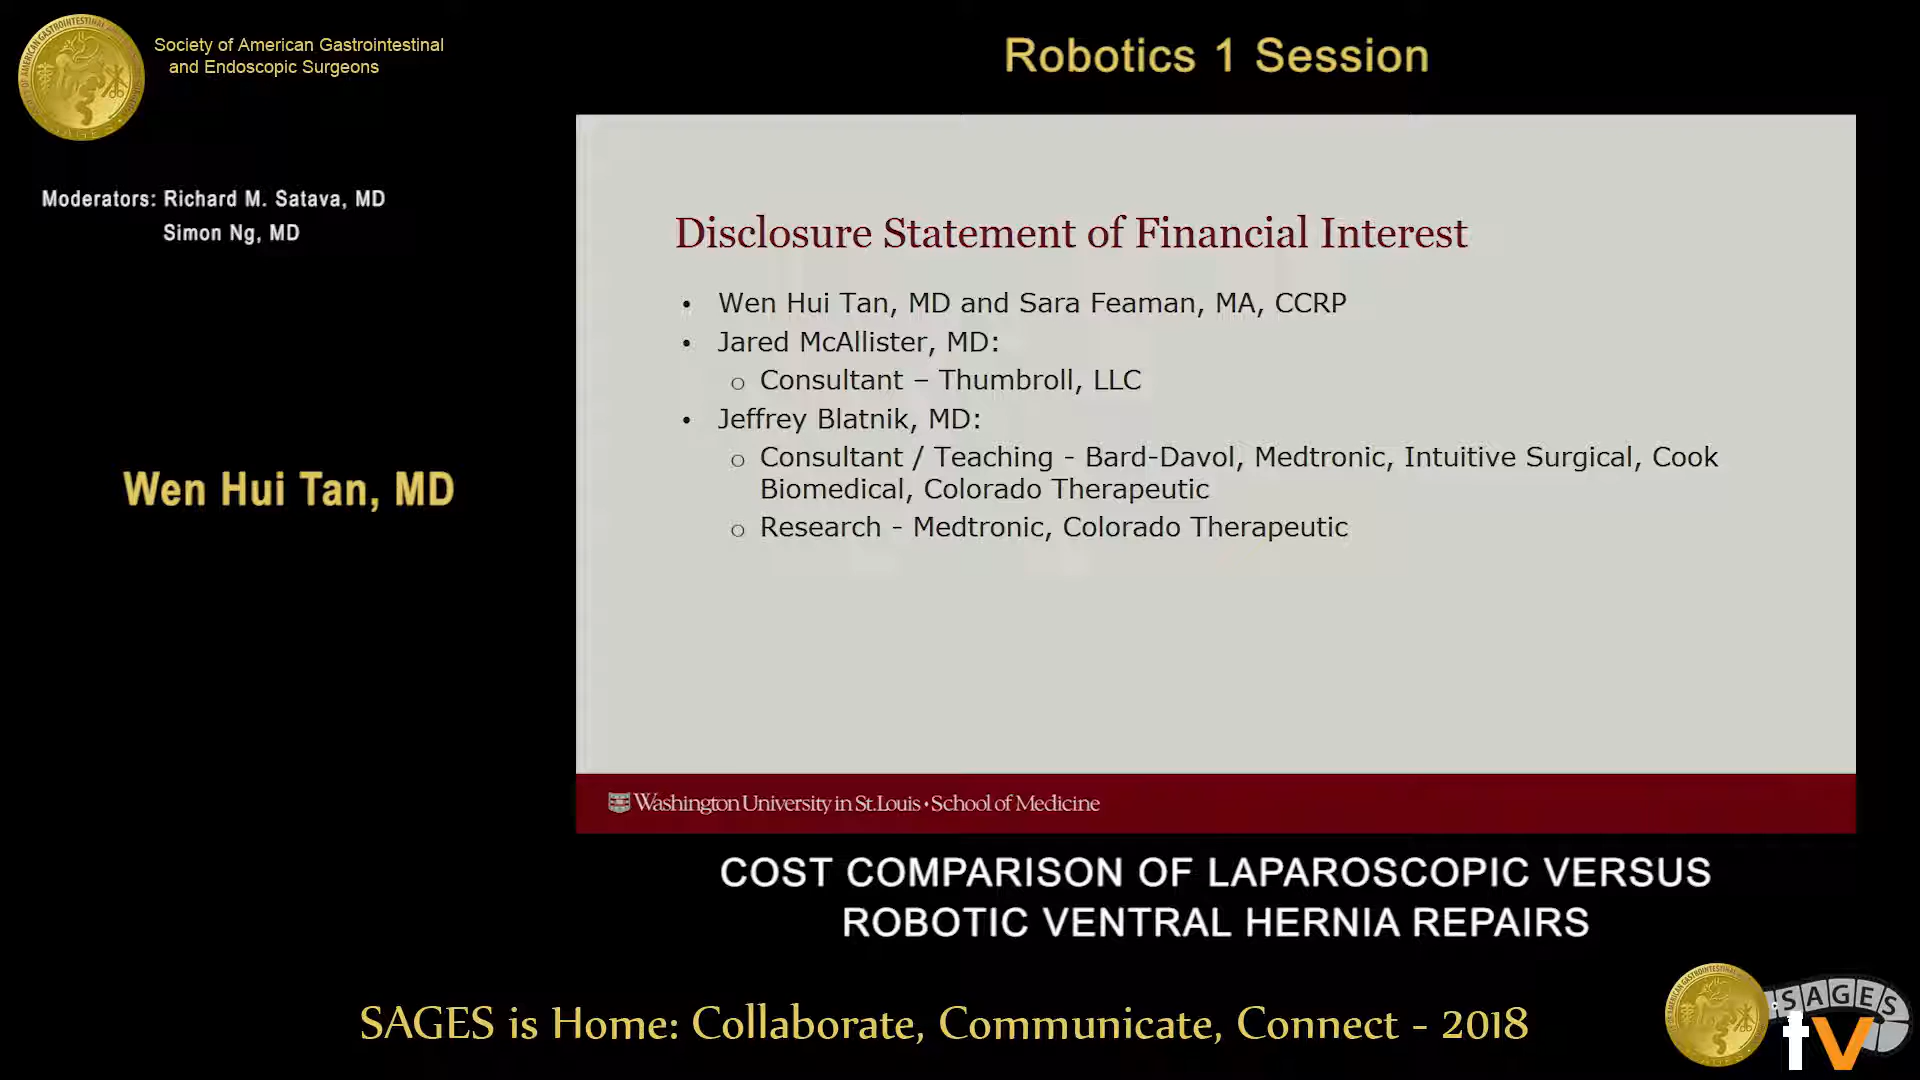 Society of American Gastrointestinal
and Endoscopic Surgeons
Robotics 1 Session
Moderators: Richard M. Satava, MD
Simon Ng, MD
Wen Hui Tan, MD
Disclosure Statement of Financial Interest
• Wen Hui Tan, MD and Sara Feaman, MA, CCRP
• Jared McAllister, MD:
o Consultant – Thumbroll, LLC
• Jeffrey Blatnik, MD:
o Consultant / Teaching - Bard-Davol, Medtronic, Intuitive Surgical, Cook
Biomedical, Colorado Therapeutic
o Research - Medtronic, Colorado Therapeutic
Washington University in St. Louis • School of Medicine
COST COMPARISON OF LAPAROSCOPIC VERSUS
ROBOTIC VENTRAL HERNIA REPAIRS
SAGES is Home: Collaborate, Communicate, Connect - 2018
SAGES
tv